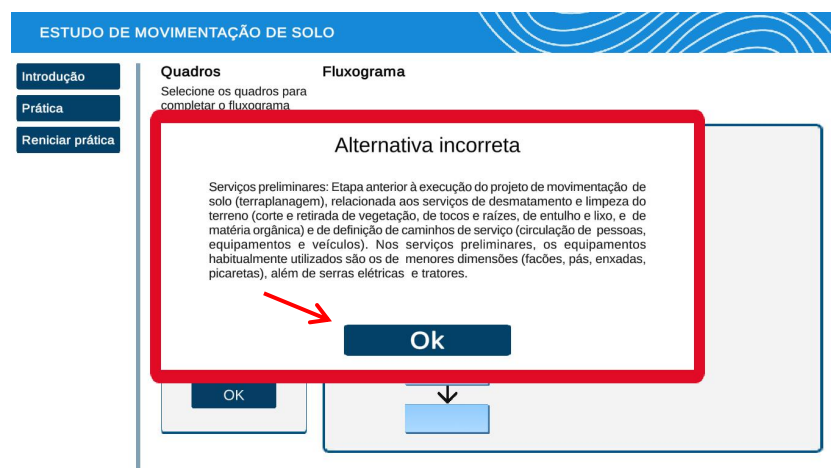 ESTUDO DE MOVIMENTAÇÃO DE SOLO
Introdução
Prática
Reniciar prática
Quadros
Selecione os quadros para
completar o fluxograma
Fluxograma
Alternativa incorreta
Serviços preliminares: Etapa anterior à execução do projeto de movimentação de
solo (terraplanagem), relacionada aos serviços de desmatamento e limpeza do
terreno (corte e retirada de vegetação, de tocos e raízes, de entulho e lixo, e de
matéria orgânica) e de definição de caminhos de serviço (circulação de pessoas,
equipamentos e veículos). Nos serviços preliminares, os equipamentos
habitualmente utilizados são os de menores dimensões (facões, pás, enxadas,
picaretas), além de serras elétricas e tratores.
Ok
OK